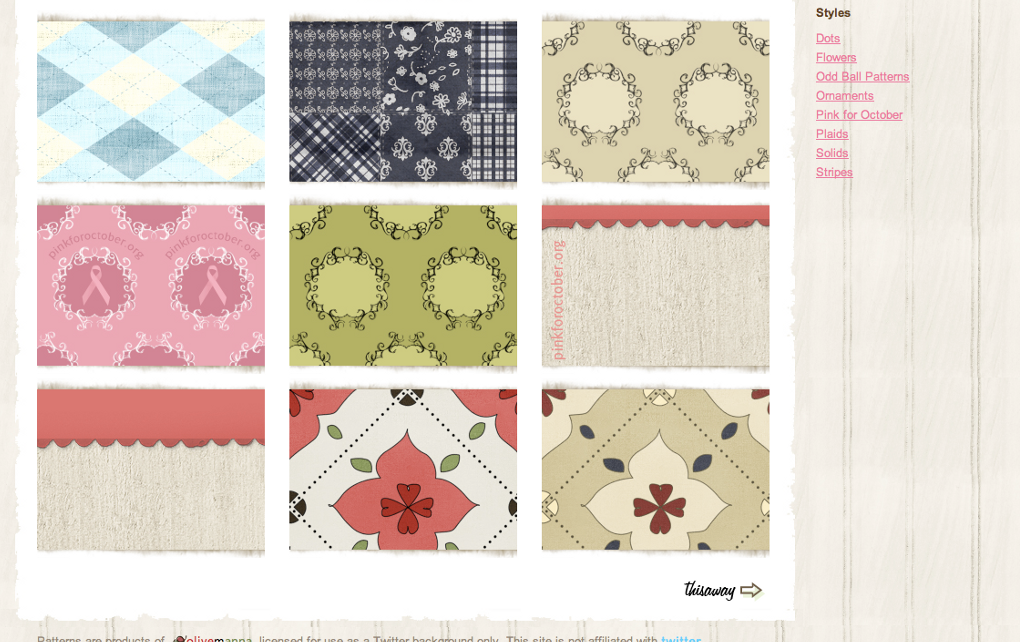 Styles
Dots
Flowers
Odd Ball Patterns
Ornaments
Pink for October
Plaids
Solids
Stripes
pinkforoctober.org pinkforoctober.org
pinkforoctober.org
thisaway
Patterns are products of olivemanna, licensed for use as a Twitter background only. This site is not affiliated with twitter